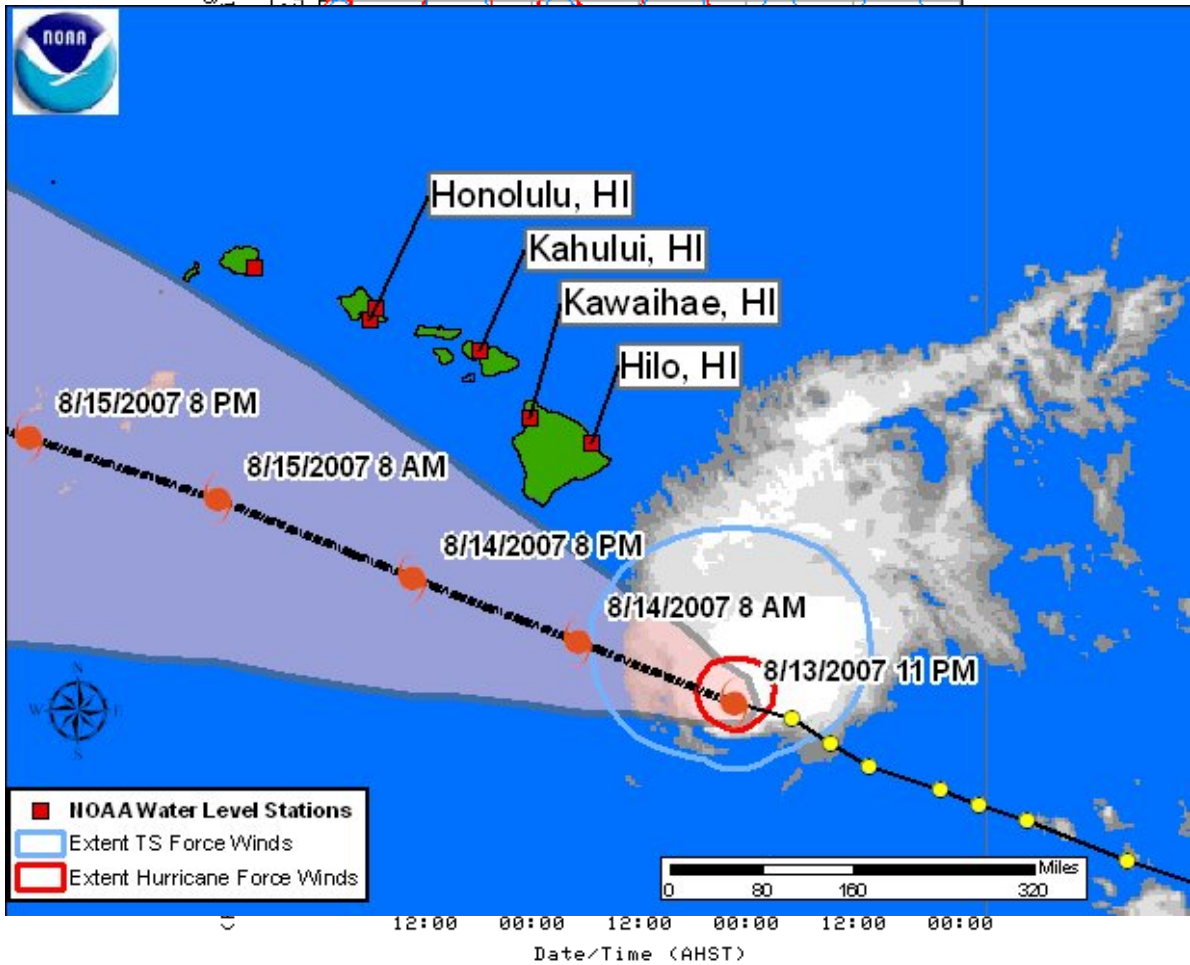 NOAA
Honolulu, HI
Kahului, HI
Kawaihae, HI
Hilo, HI
8/15/2007 8 PM
8/15/2007 8 AM
8/14/2007 8 PM
8/14/2007 8 AM
8/13/2007 11 PM
N
W E
S
NOAA Water Level Stations
Extent TS Force Winds
Extent Hurricane Force Winds
Miles
0 80 160 320
12:00 00:00 12:00 00:00 12:00 00:00
Date/Time (AHST)